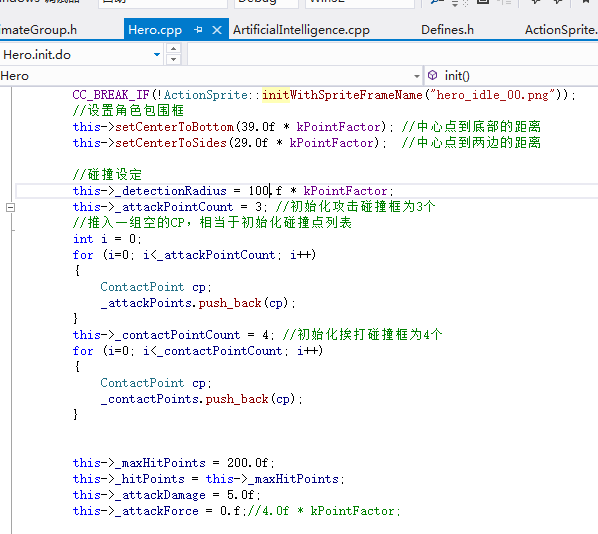 Debug
imateGroup.h Hero.cpp ArtificialIntelligence.cpp Defines.h ActionSprite.
Hero.init.do
Hero init()
CC_BREAK_IF(!ActionSprite::initWithSpriteFrameName("hero_idle_00.png"));
//设置角色包围框
this->setCenterToBottom(39.0f * kPointFactor); //中心点到底部的距离
this->setCenterToSides(29.0f * kPointFactor); //中心点到两边的距离
//碰撞设定
this->_detectionRadius = 100.f * kPointFactor;
this->_attackPointCount = 3; //初始化攻击碰撞框为3个
//推入一组空的CP，相当于初始化碰撞点列表
int i = 0;
for (i=0; i<_attackPointCount; i++)
{
ContactPoint cp;
_attackPoints.push_back(cp);
}
this->_contactPointCount = 4; //初始化挨打碰撞框为4个
for (i=0; i<_contactPointCount; i++)
{
ContactPoint cp;
_contactPoints.push_back(cp);
}
this->_maxHitPoints = 200.0f;
this->_hitPoints = this->_maxHitPoints;
this->_attackDamage = 5.0f;
this->_attackForce = 0.f;//4.0f * kPointFactor;